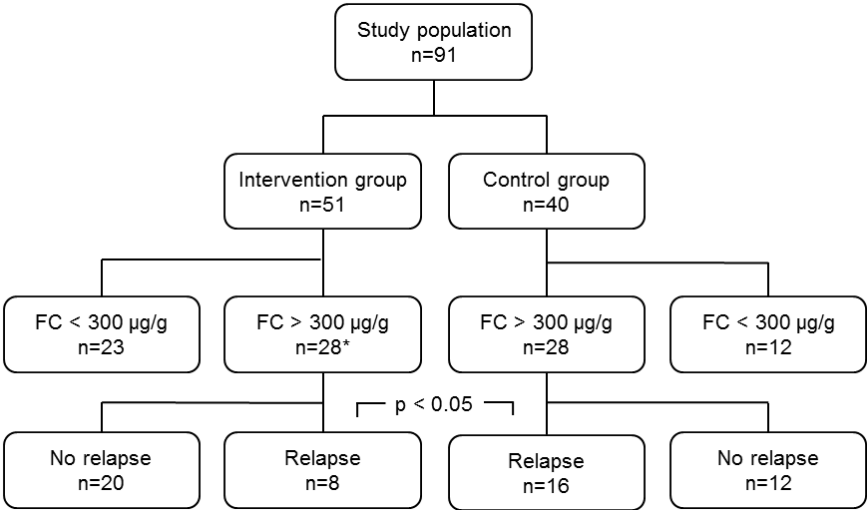 Study population
n=91
Intervention group
n=51
Control group
n=40
FC < 300 µg/g
n=23
FC > 300 µg/g
n=28*
FC > 300 µg/g
n=28
FC < 300 µg/g
n=12
p < 0.05
No relapse
n=20
Relapse
n=8
Relapse
n=16
No relapse
n=12